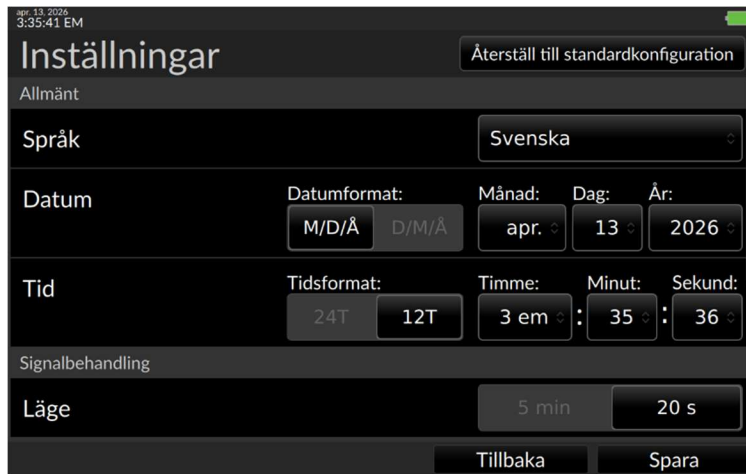 apr. 13, 2026
3:35:41 EM
Inställningar
Återställ till standardkonfiguration
Allmänt
Språk
Svenska
Datum
Datumformat:
Månad:
Dag:
År:
M/D/Å
D/M/Å
apr.
13
2026
Tid
Tidsformat:
Timme:
Minut:
Sekund:
24T
12T
3 em
:
35
:
36
Signalbehandling
Läge
5 min
20 s
Tillbaka
Spara